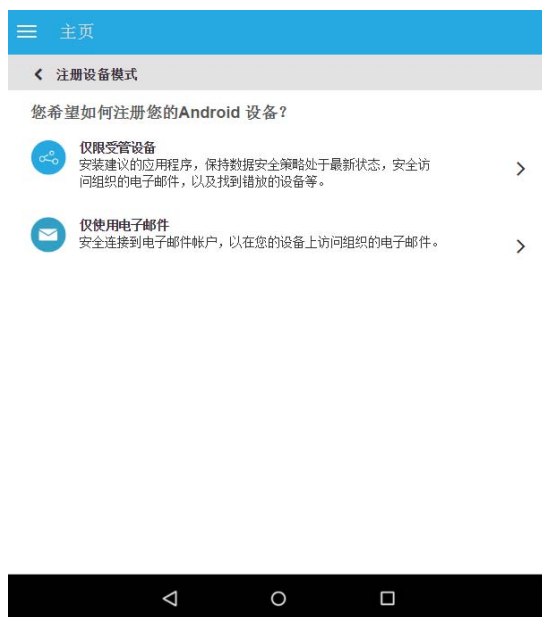 主页
注册设备模式
您希望如何注册您的Android 设备？
仅限受管设备
安装建议的应用程序，保持数据安全策略处于最新状态，安全访
问组织的电子邮件，以及找到错放的设备等。
仅使用电子邮件
安全连接到电子邮件帐户，以在您的设备上访问组织的电子邮件。